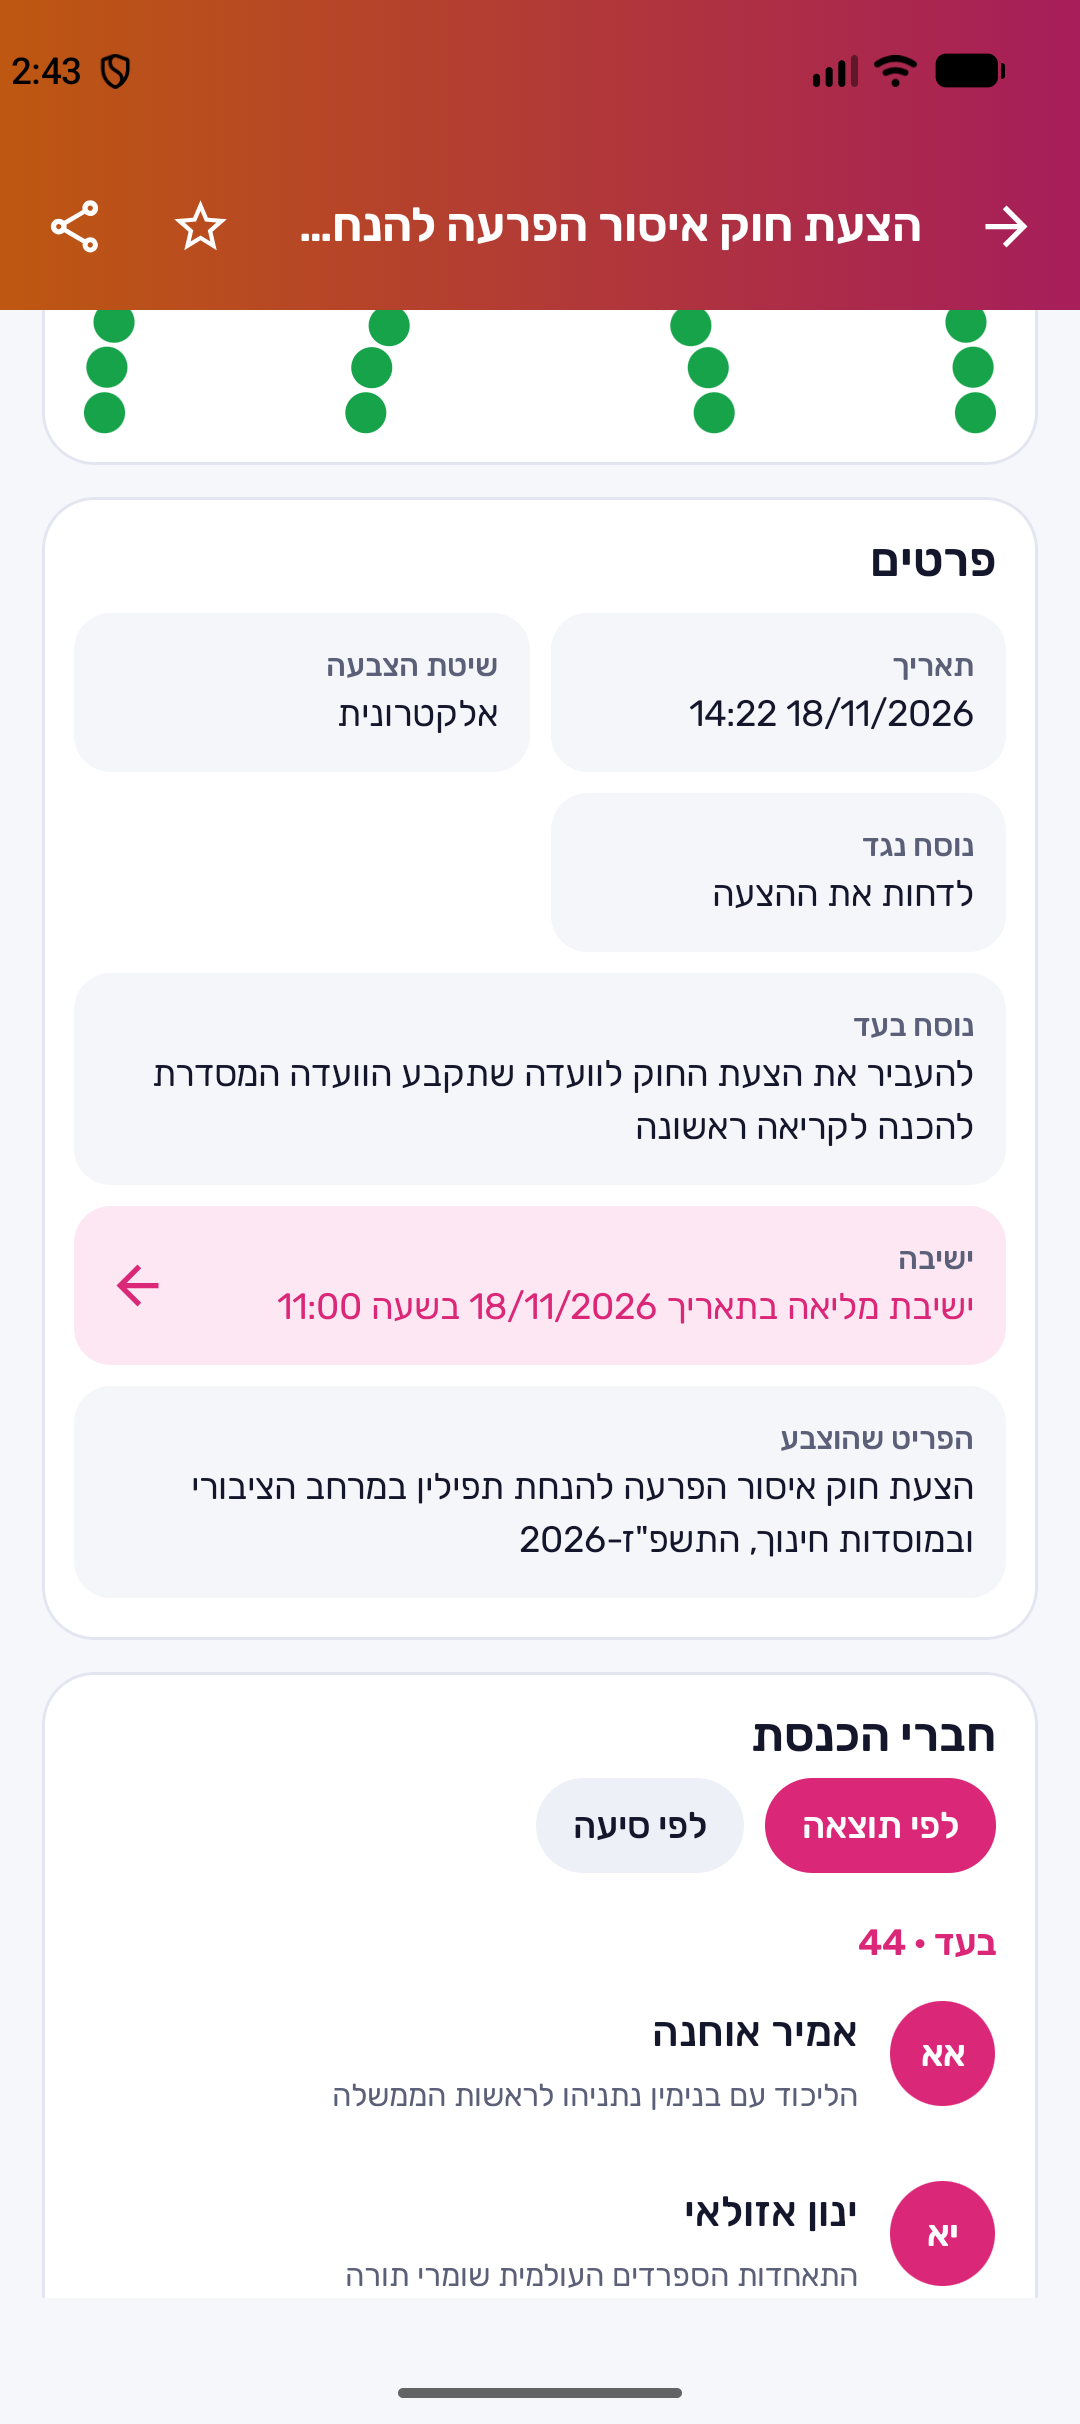 2:43
הצעת חוק איסור הפרעה להנח...
פרטים
תאריך
18/11/2026 14:22
שיטת הצבעה
אלקטרונית
נוסח נגד
לדחות את ההצעה
נוסח בעד
להעביר את הצעת החוק לוועדה שתקבע הוועדה המסדרת
להכנה לקריאה ראשונה
ישיבה
ישיבת מליאה בתאריך 18/11/2026 בשעה 11:00
הפריט שהוצבע
הצעת חוק איסור הפרעה להנחת תפילין במרחב הציבורי
ובמוסדות חינוך, התשפ"ז-2026
חברי הכנסת
לפי תוצאה
לפי סיעה
בעד • 44
אא
אמיר אוחנה
הליכוד עם בנימין נתניהו לראשות הממשלה
יא
ינון אזולאי
התאחדות הספרדים העולמית שומרי תורה